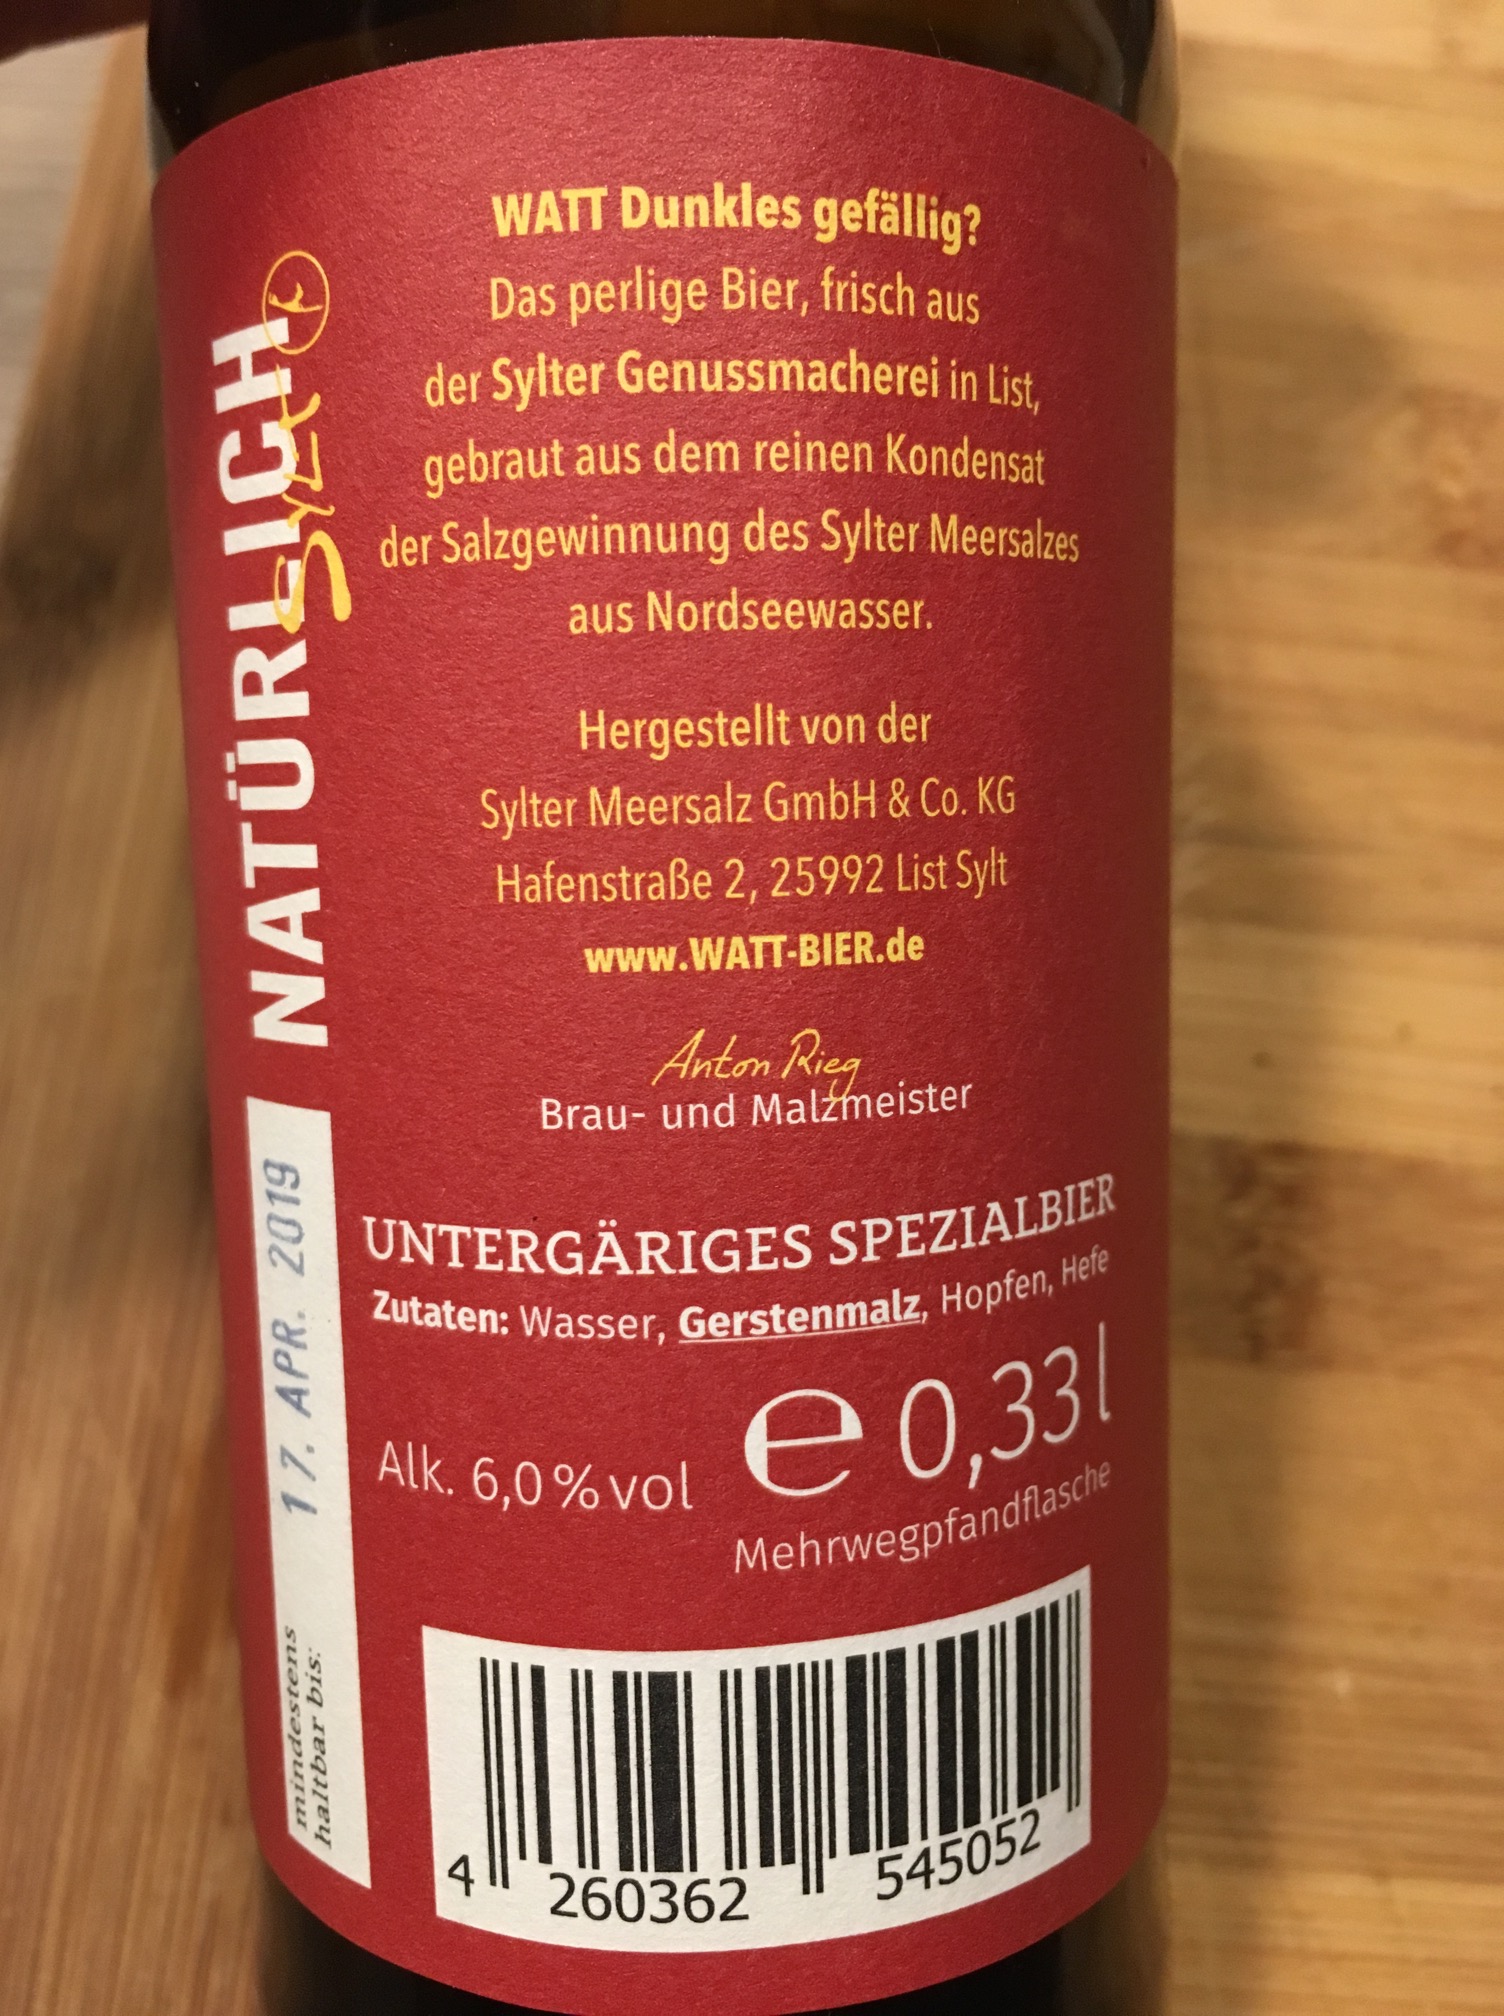 WATT Dunkles gefällig?
Das perlige Bier, frisch aus
der Sylter Genussmacherei in List,
gebraut aus dem reinen Kondensat
der Salzgewinnung des Sylter Meersalzes
aus Nordseewasser.
Hergestellt von der
Sylter Meersalz GmbH & Co. KG
Hafenstraße 2, 25992 List Sylt
www.WATT-BIER.de
Anton Rieg
Brau- und Malzmeister
UNTERGÄRIGES SPEZIALBIER
Zutaten: Wasser, Gerstenmalz, Hopfen, Hefe
Alk. 6,0 % vol
e 0,33 l
Mehrwegpfandflasche
4 260362 545052
NATÜRLICH
Sylt
mindestens
haltbar bis:
17. APR. 2019